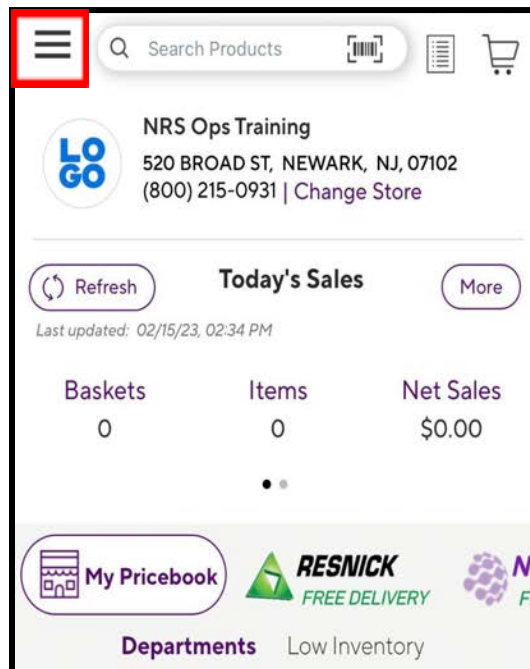 Search Products
LO
GO
NRS Ops Training
520 BROAD ST, NEWARK, NJ, 07102
(800) 215-0931 | Change Store
Refresh
Today's Sales
More
Last updated: 02/15/23, 02:34 PM
Baskets Items Net Sales
0 0 $0.00
My Pricebook
RESNICK
FREE DELIVERY
N
F
Departments Low Inventory